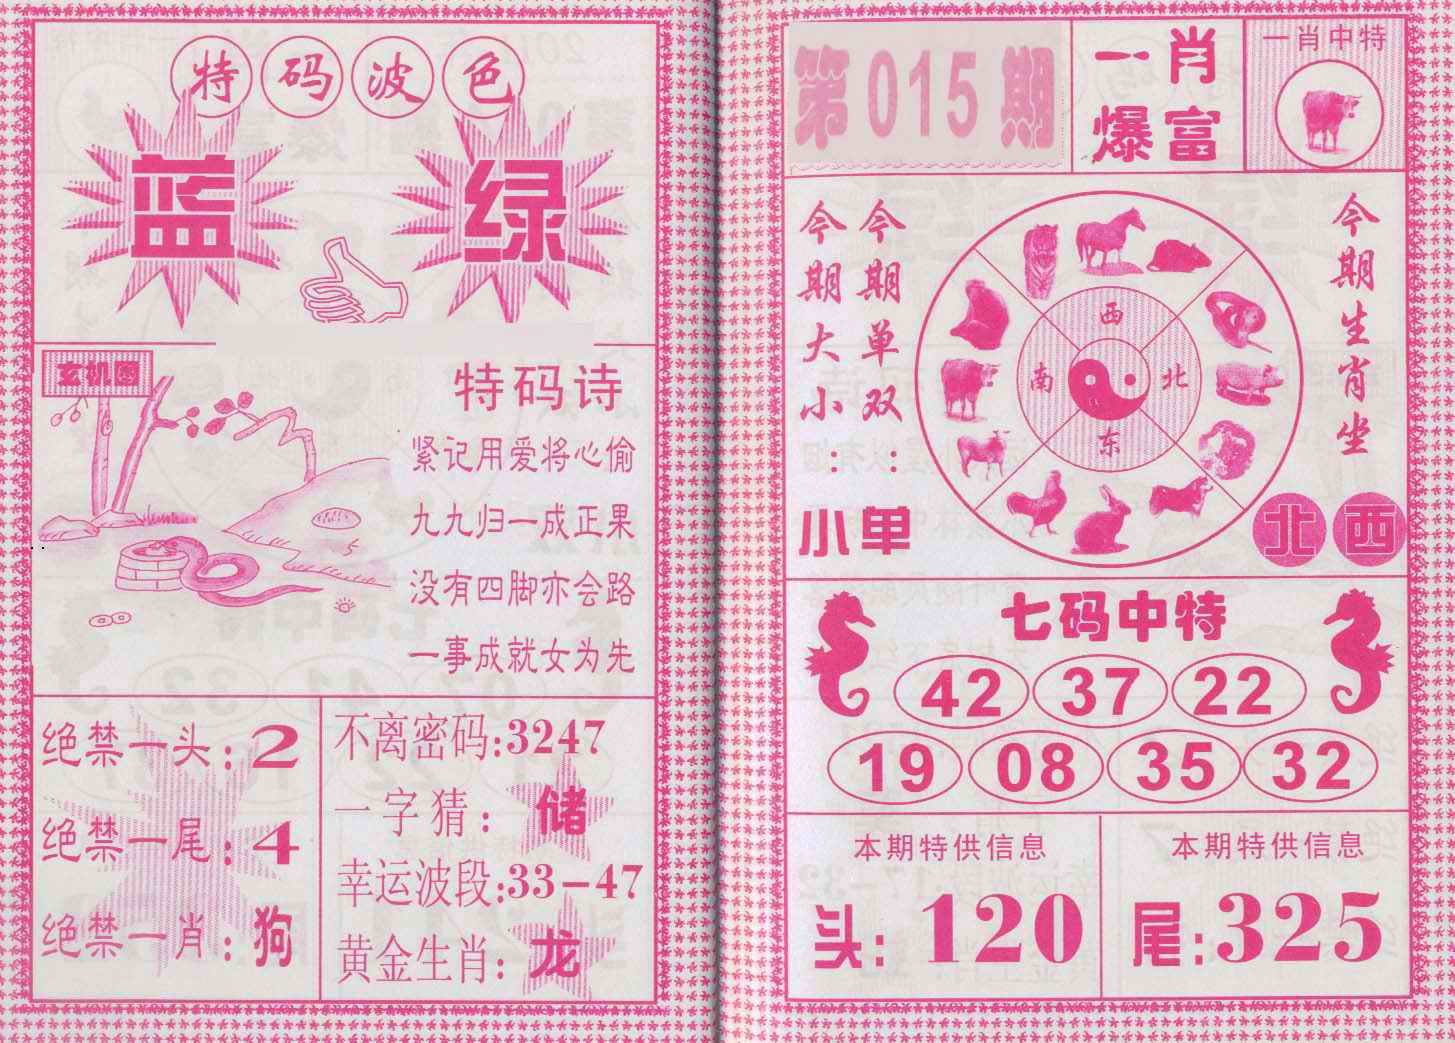 特码波色
蓝 绿
玄机图
特码诗
紧记用爱将心偷
九九归一成正果
没有四脚亦会路
一事成就女为先
绝禁一头:2
绝禁一尾:4
绝禁一肖:狗
不离密码:3247
一字猜:储
幸运波段:33-47
黄金生肖:龙
第015期
一肖
爆富
一肖中特
今期大小:小
今期单双:单
西
南 北
东
今期生肖坐
北 西
七码中特
42 37 22
19 08 35 32
本期特供信息
头:120
本期特供信息
尾:325